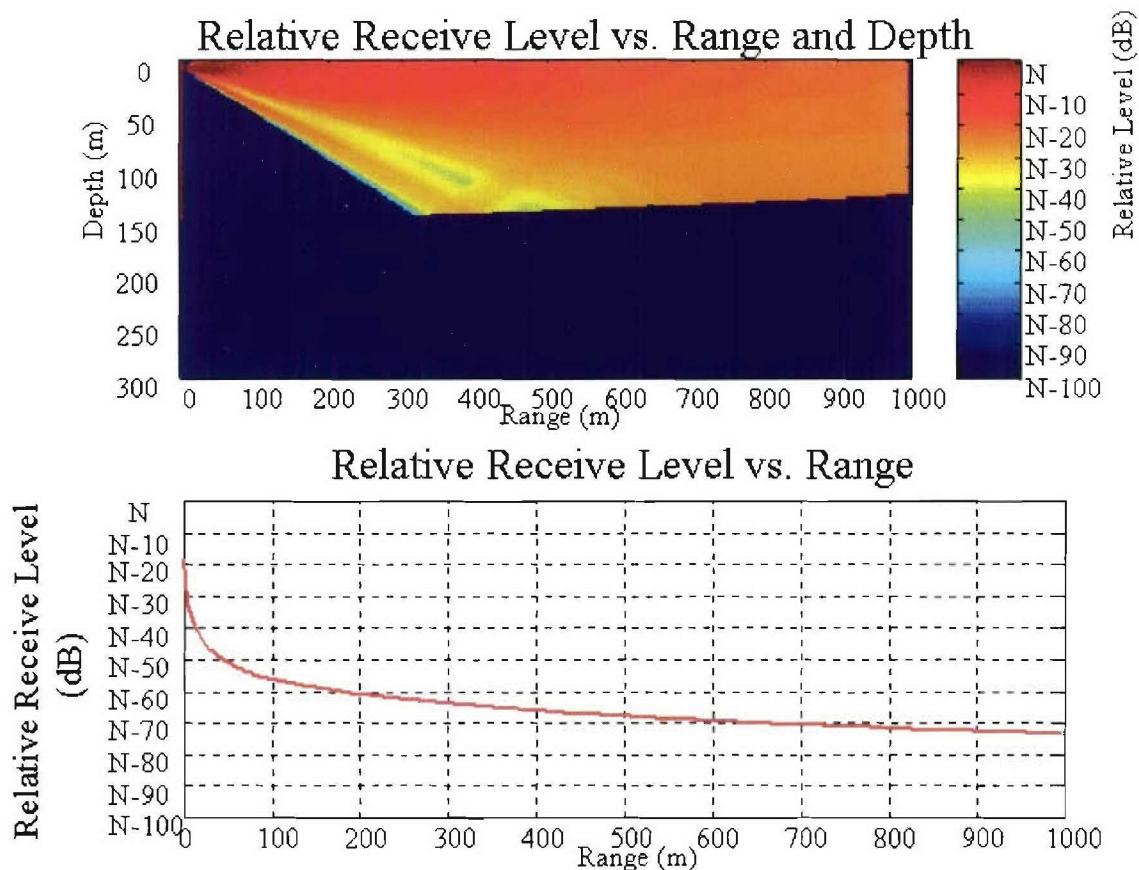 Relative Receive Level vs. Range and Depth
Relative Level (dB)
Depth (m)
0
50
100
150
200
250
300
0 100 200 300 400 500 600 700 800 900 1000
Range (m)
N
N-10
N-20
N-30
N-40
N-50
N-60
N-70
N-80
N-90
N-100
Relative Receive Level vs. Range
Relative Receive Level
(dB)
N
N-10
N-20
N-30
N-40
N-50
N-60
N-70
N-80
N-90
N-100
0 100 200 300 400 500 600 700 800 900 1000
Range (m)